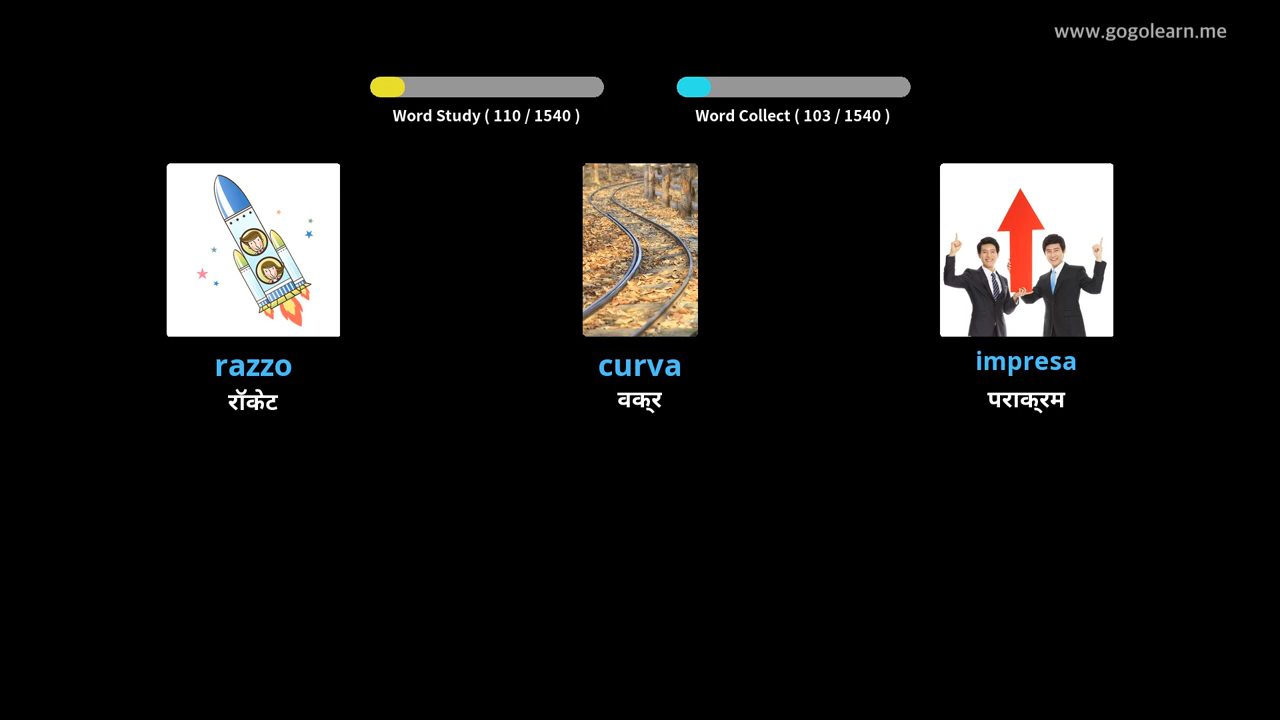 www.gogolearn.me
Word Study ( 110 / 1540 )
Word Collect ( 103 / 1540 )
razzo
curva
impresa
रॉकेट
वक्र
पराक्रम